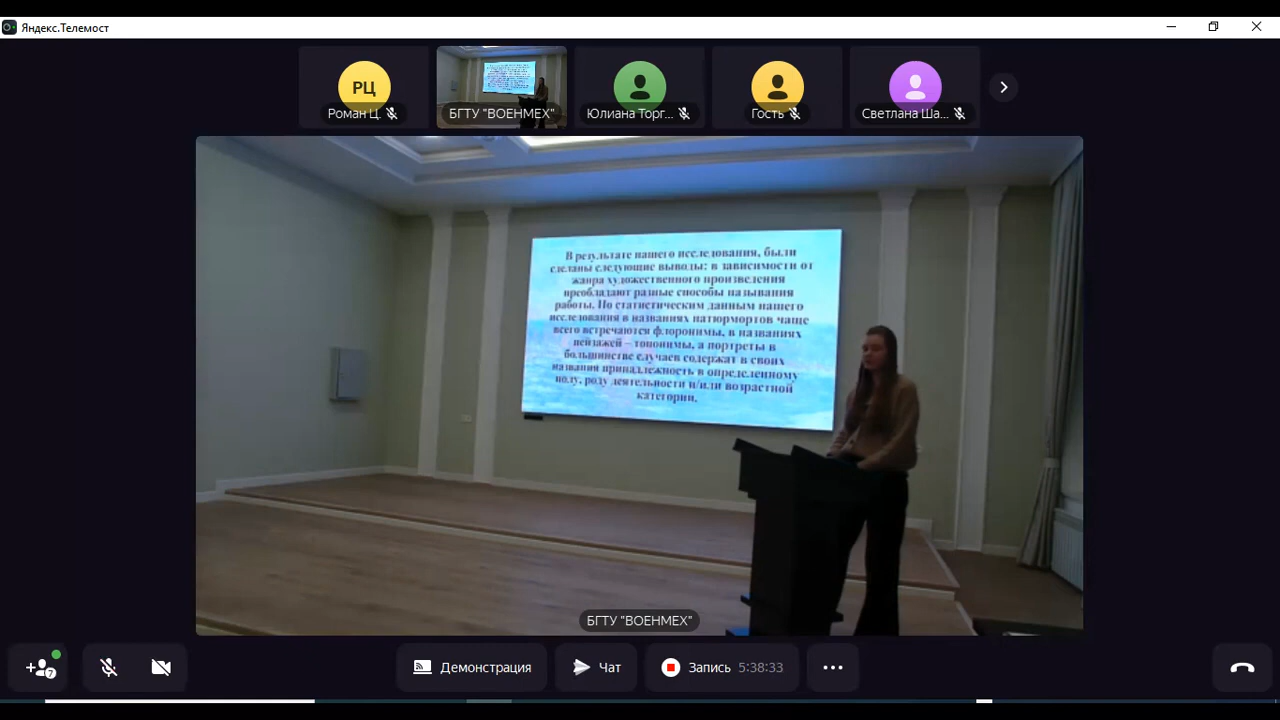 Яндекс.Телемост
РЦ
Роман Ц.
БГТУ "ВОЕНМЕХ"
Юлиана Торг...
Гость
Светлана Ша...
В результате нашего исследования, были
сделаны следующие выводы: в зависимости от
жанра художественного произведения
преобладают разные способы называния
работы. По статистическим данным нашего
исследования в названиях натюрмортов чаще
всего встречаются флоронимы, в названиях
пейзажей – топонимы, а портреты в
большинстве случаев содержат в своих
названия принадлежность в определенному
полу, роду деятельности и/или возрастной
категории.
БГТУ "ВОЕНМЕХ"
7
Демонстрация
Чат
Запись 5:38:33